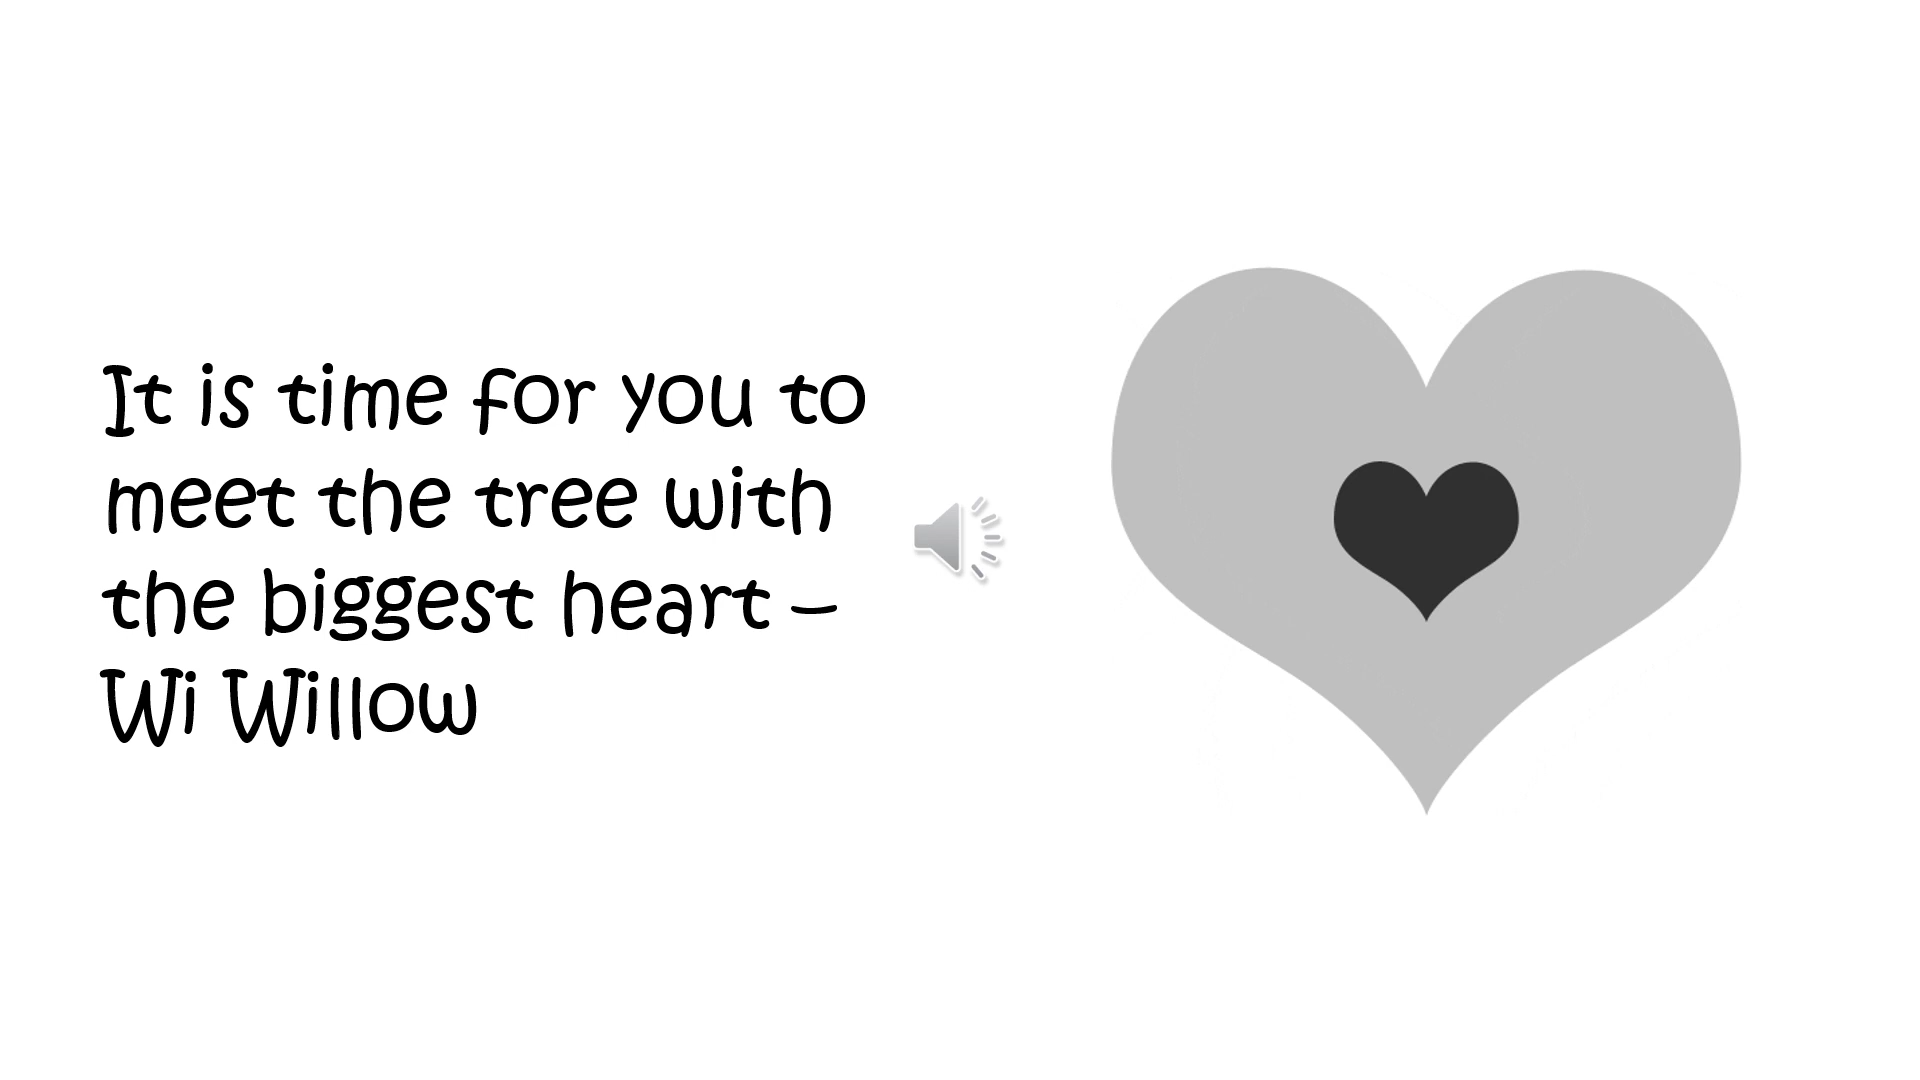 It is time for you to
meet the tree with
the biggest heart –
Wi Willow